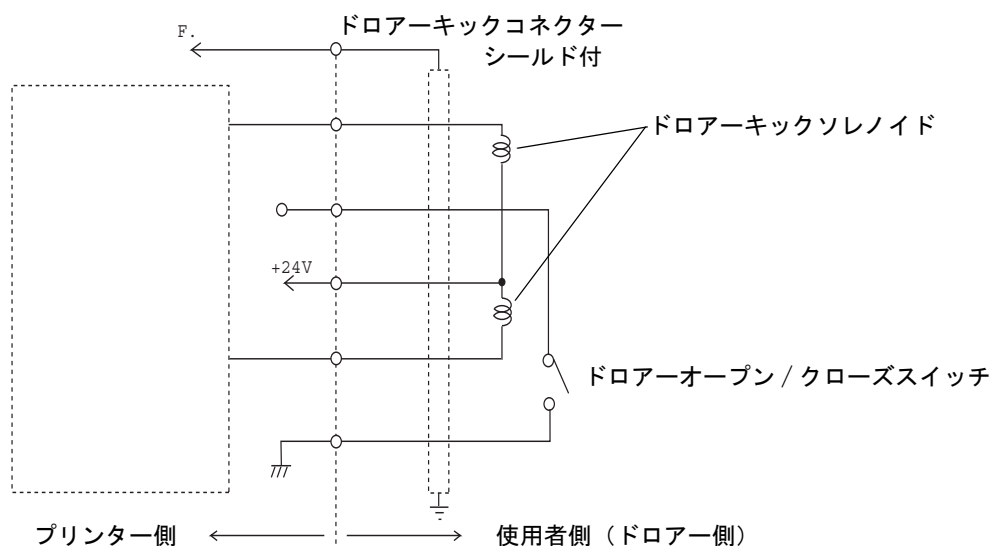 ドロアーキックコネクター
シールド付
F.
ドロアーキックソレノイド
+24V
ドロアーオープン / クローズスイッチ
プリンター側
使用者側（ドロアー側）